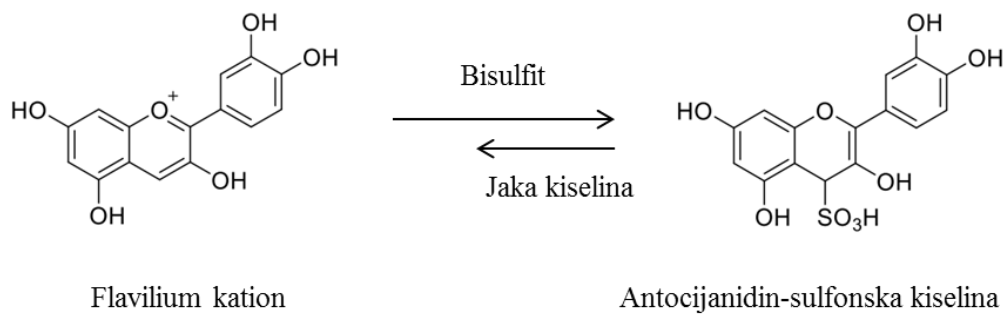 OH
OH
HO
O+
OH
OH
Flavilium kation
Bisulfit
Jaka kiselina
OH
OH
HO
O
OH
OH
SO₃H
Antocijanidin-sulfonska kiselina